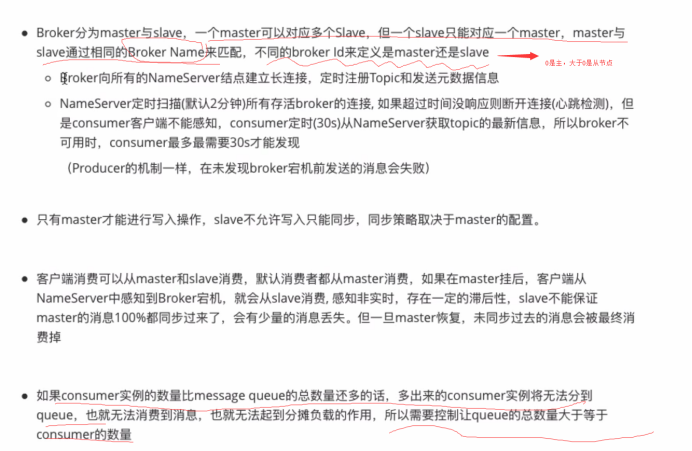 Broker分为master与slave，一个master可以对应多个Slave，但一个slave只能对应一个master，master与
slave通过相同的Broker Name来匹配，不同的broker Id来定义是master还是slave
0是主，大于0是从节点
Broker向所有的NameServer结点建立长连接，定时注册Topic和发送元数据信息
NameServer定时扫描(默认2分钟)所有存活broker的连接, 如果超过时间没响应则断开连接(心跳检测)，但
是consumer客户端不能感知，consumer定时(30s)从NameServer获取topic的最新信息，所以broker不
可用时，consumer最多最需要30s才能发现
（Producer的机制一样，在未发现broker宕机前发送的消息会失败）
只有master才能进行写入操作，slave不允许写入只能同步，同步策略取决于master的配置。
客户端消费可以从master和slave消费，默认消费者都从master消费，如果在master挂后，客户端从
NameServer中感知到Broker宕机，就会从slave消费, 感知非实时，存在一定的滞后性，slave不能保证
master的消息100%都同步过来了，会有少量的消息丢失。但一旦master恢复，未同步过去的消息会被最终消
费掉
如果consumer实例的数量比message queue的总数量还多的话，多出来的consumer实例将无法分到
queue，也就无法消费到消息，也就无法起到分摊负载的作用，所以需要控制让queue的总数量大于等于
consumer的数量